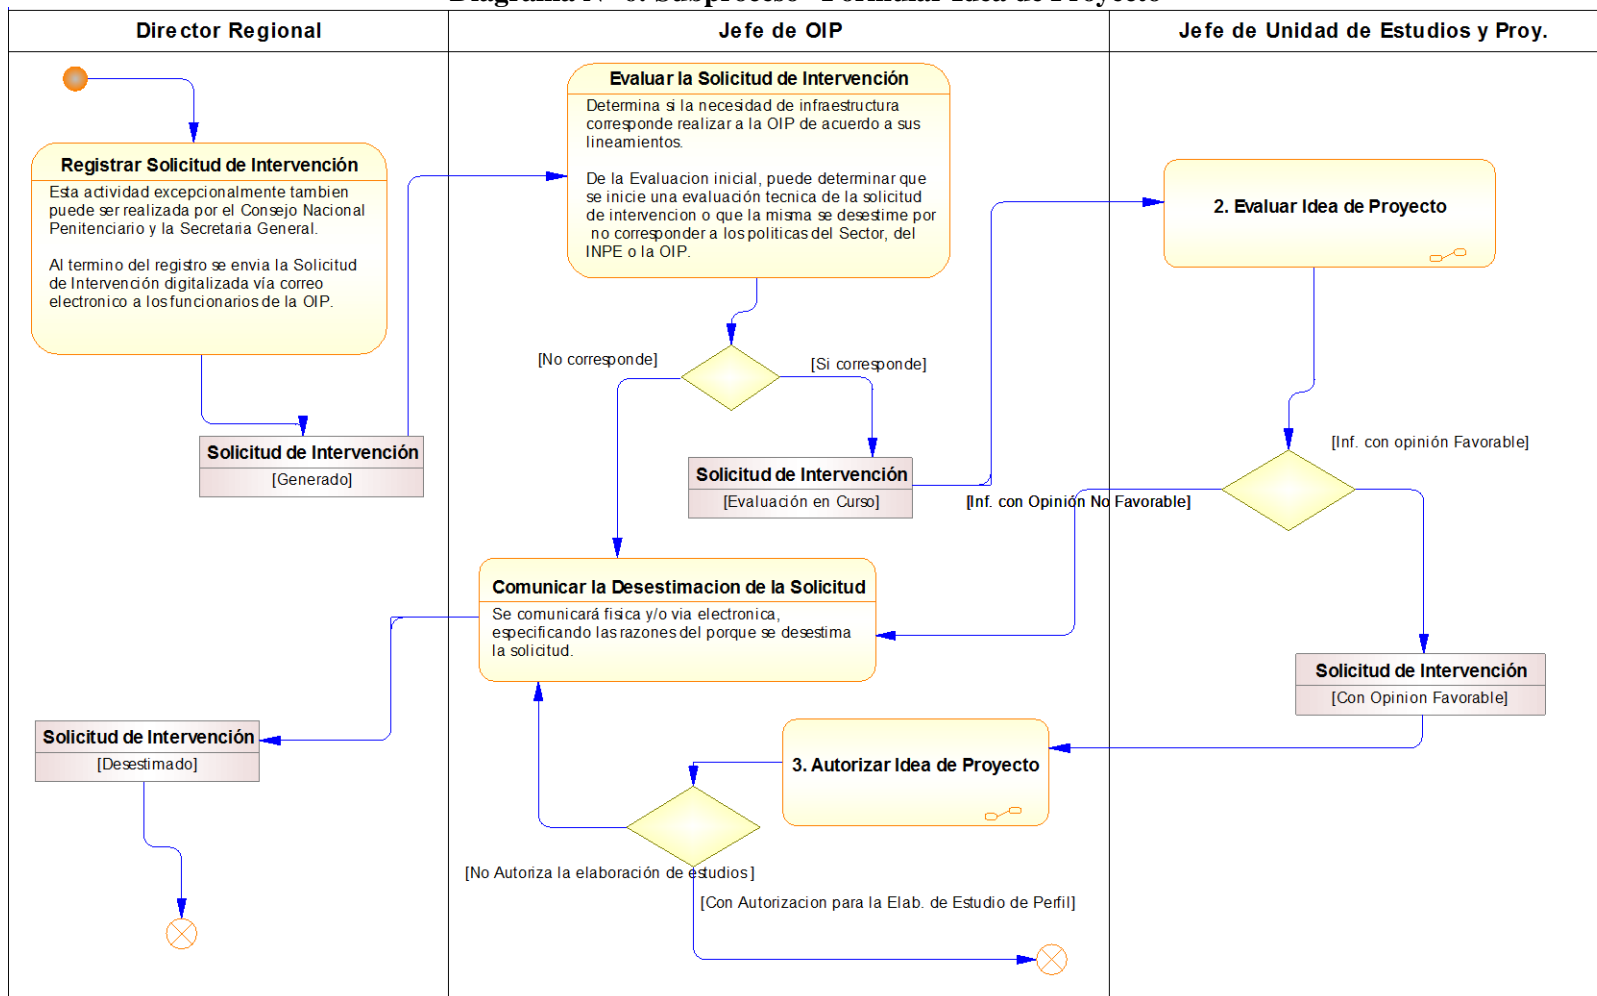 Diagrama N° 6: Subproceso "Formular Idea de Proyecto"
Director Regional
Jefe de OIP
Jefe de Unidad de Estudios y Proy.
Registrar Solicitud de Intervención
Esta actividad excepcionalmente tambien
puede ser realizada por el Consejo Nacional
Penitenciario y la Secretaria General.
Al termino del registro se envia la Solicitud
de Intervención digitalizada vía correo
electronico a los funcionarios de la OIP.
Solicitud de Intervención
[Generado]
Evaluar la Solicitud de Intervención
Determina si la necesidad de infraestructura
corresponde realizar a la OIP de acuerdo a sus
lineamientos.
De la Evaluacion inicial, puede determinar que
se inicie una evaluación tecnica de la solicitud
de intervencion o que la misma se desestime por
no corresponder a los politicas del Sector, del
INPE o la OIP.
[No corresponde]
[Si corresponde]
Solicitud de Intervención
[Evaluación en Curso]
2. Evaluar Idea de Proyecto
[Inf. con opinión Favorable]
[Inf. con Opinión No Favorable]
Comunicar la Desestimacion de la Solicitud
Se comunicará fisica y/o via electronica,
especificando las razones del porque se desestima
la solicitud.
Solicitud de Intervención
[Con Opinion Favorable]
Solicitud de Intervención
[Desestimado]
3. Autorizar Idea de Proyecto
[No Autoriza la elaboración de estudios]
[Con Autorizacion para la Elab. de Estudio de Perfil]